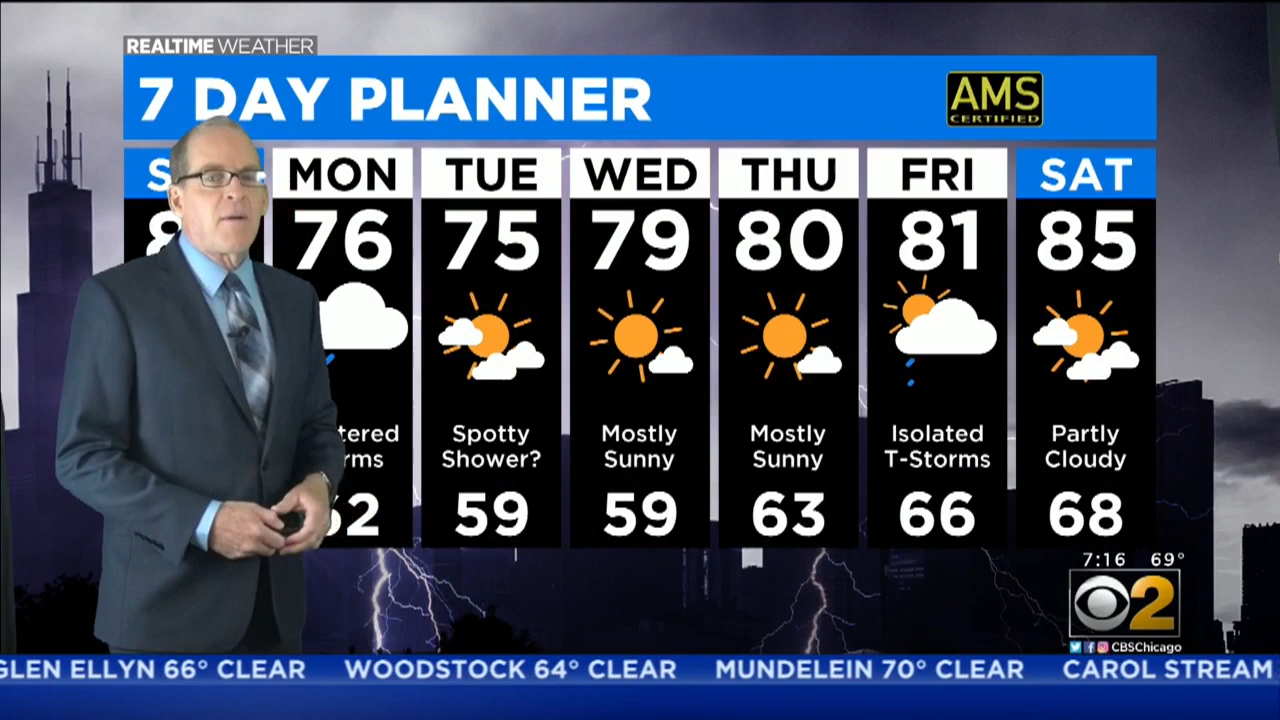 REALTIME WEATHER
7 DAY PLANNER
AMS
CERTIFIED
MON TUE WED THU FRI SAT
76 75 79 80 81 85
Spotty Mostly Mostly Isolated Partly
Shower? Sunny Sunny T-Storms Cloudy
59 59 63 66 68
7:16 69°
2
CBSChicago
GLEN ELLYN 66° CLEAR WOODSTOCK 64° CLEAR MUNDELEIN 70° CLEAR CAROL STREAM